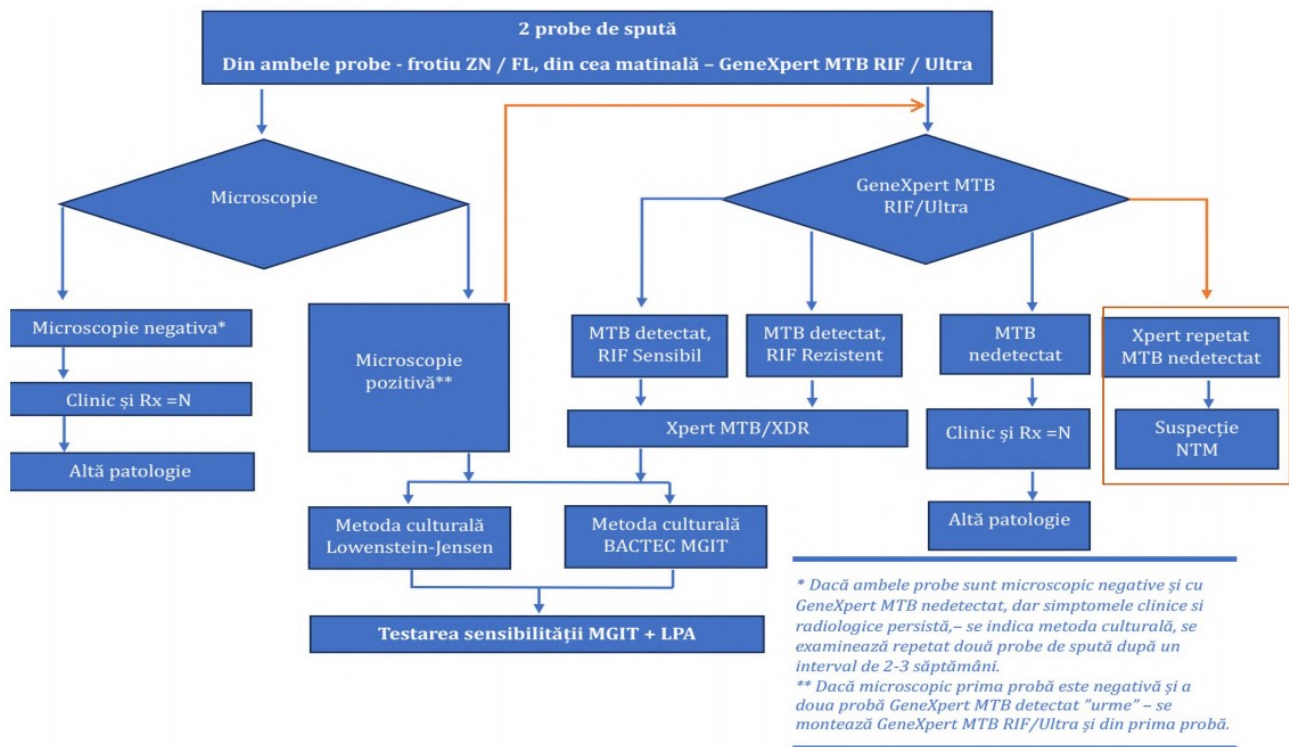 2 probe de spută
Din ambele probe - frotiu ZN / FL, din cea matinală – GeneXpert MTB RIF / Ultra
Microscopie
GeneXpert MTB
RIF/Ultra
Microscopie negativa*
Clinic și Rx =N
Altă patologie
Microscopie
pozitivă**
MTB detectat,
RIF Sensibil
MTB detectat,
RIF Rezistent
Xpert MTB/XDR
MTB
nedetectat
Clinic și Rx =N
Altă patologie
Xpert repetat
MTB nedetectat
Suspecție
NTM
Metoda culturală
Lowenstein-Jensen
Metoda culturală
BACTEC MGIT
Testarea sensibilității MGIT + LPA
* Dacă ambele probe sunt microscopic negative și cu
GeneXpert MTB nedetectat, dar simptomele clinice si
radiologice persistă,– se indica metoda culturală, se
examinează repetat două probe de spută după un
interval de 2-3 săptămâni.
** Dacă microscopic prima probă este negativă și a
doua probă GeneXpert MTB detectat "urme" – se
montează GeneXpert MTB RIF/Ultra și din prima probă.